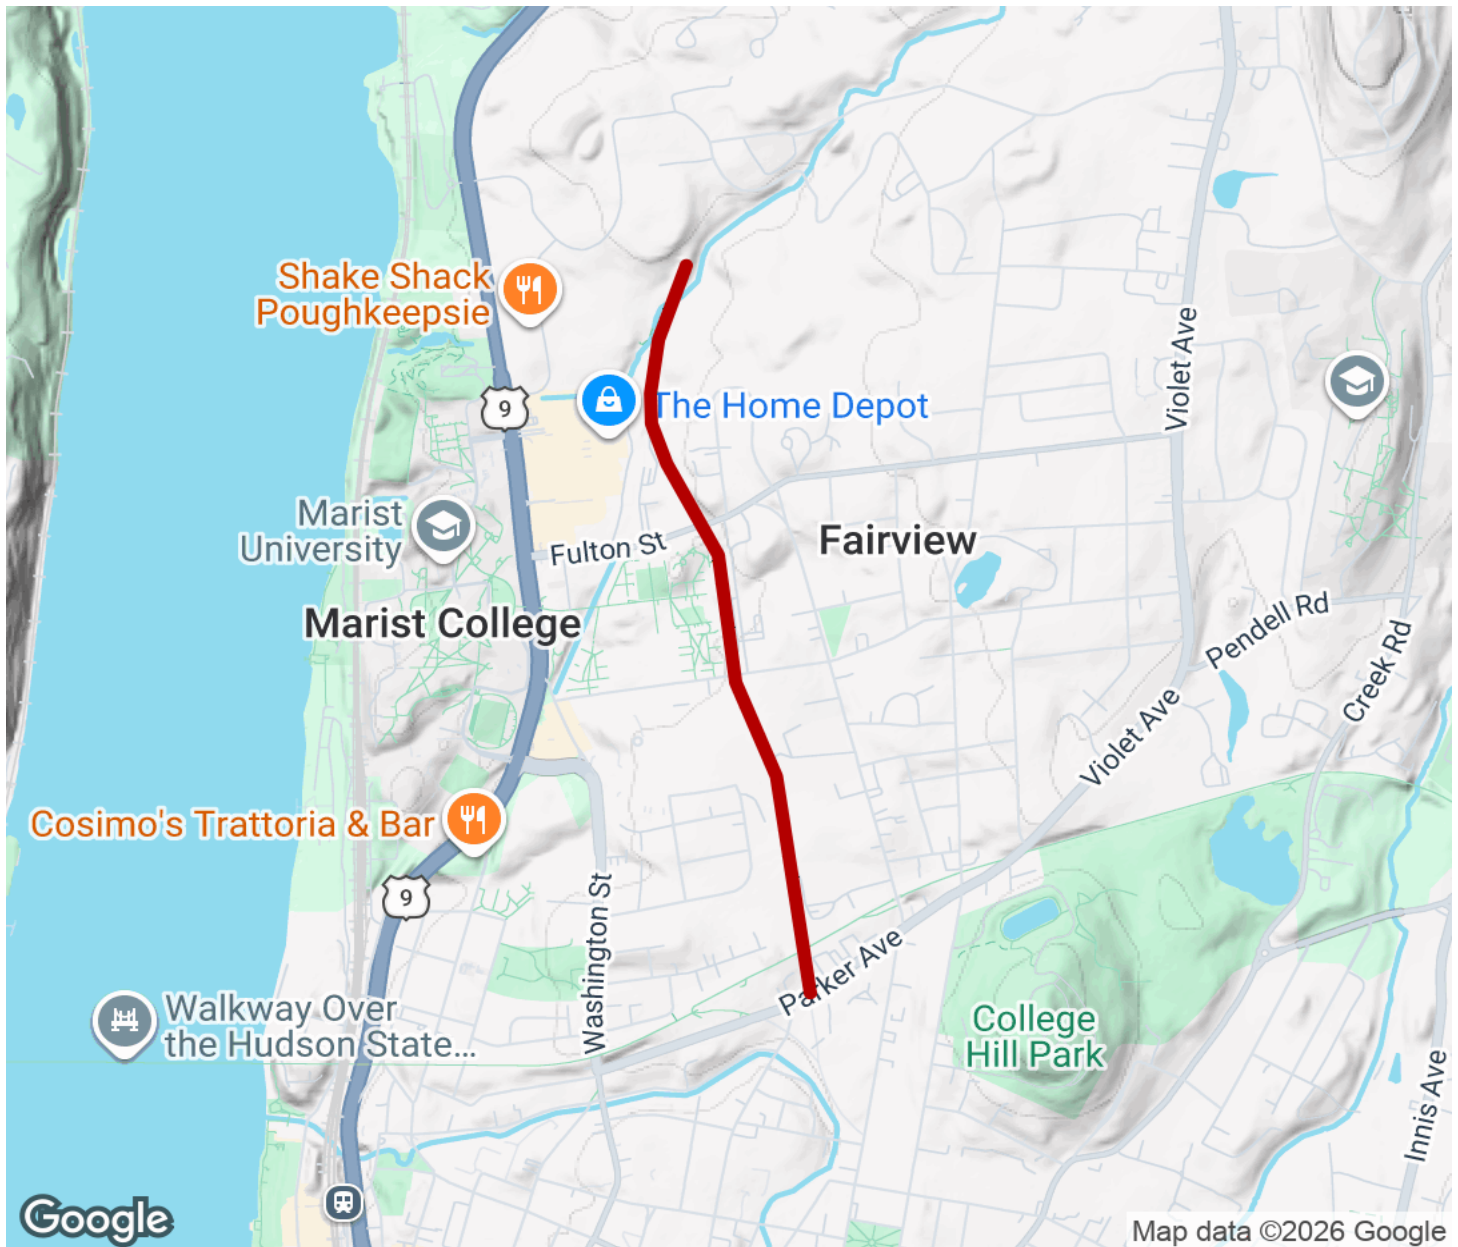 Shake Shack
Poughkeepsie
Violet Ave
9
The Home Depot
Marist
University
Fulton St
Fairview
Marist College
Pendell Rd
Creek Rd
Violet Ave
Cosimo's Trattoria & Bar
9
Washington St
Parker Ave
Walkway Over
the Hudson State...
College
Hill Park
Innis Ave
Google
Map data ©2026 Google